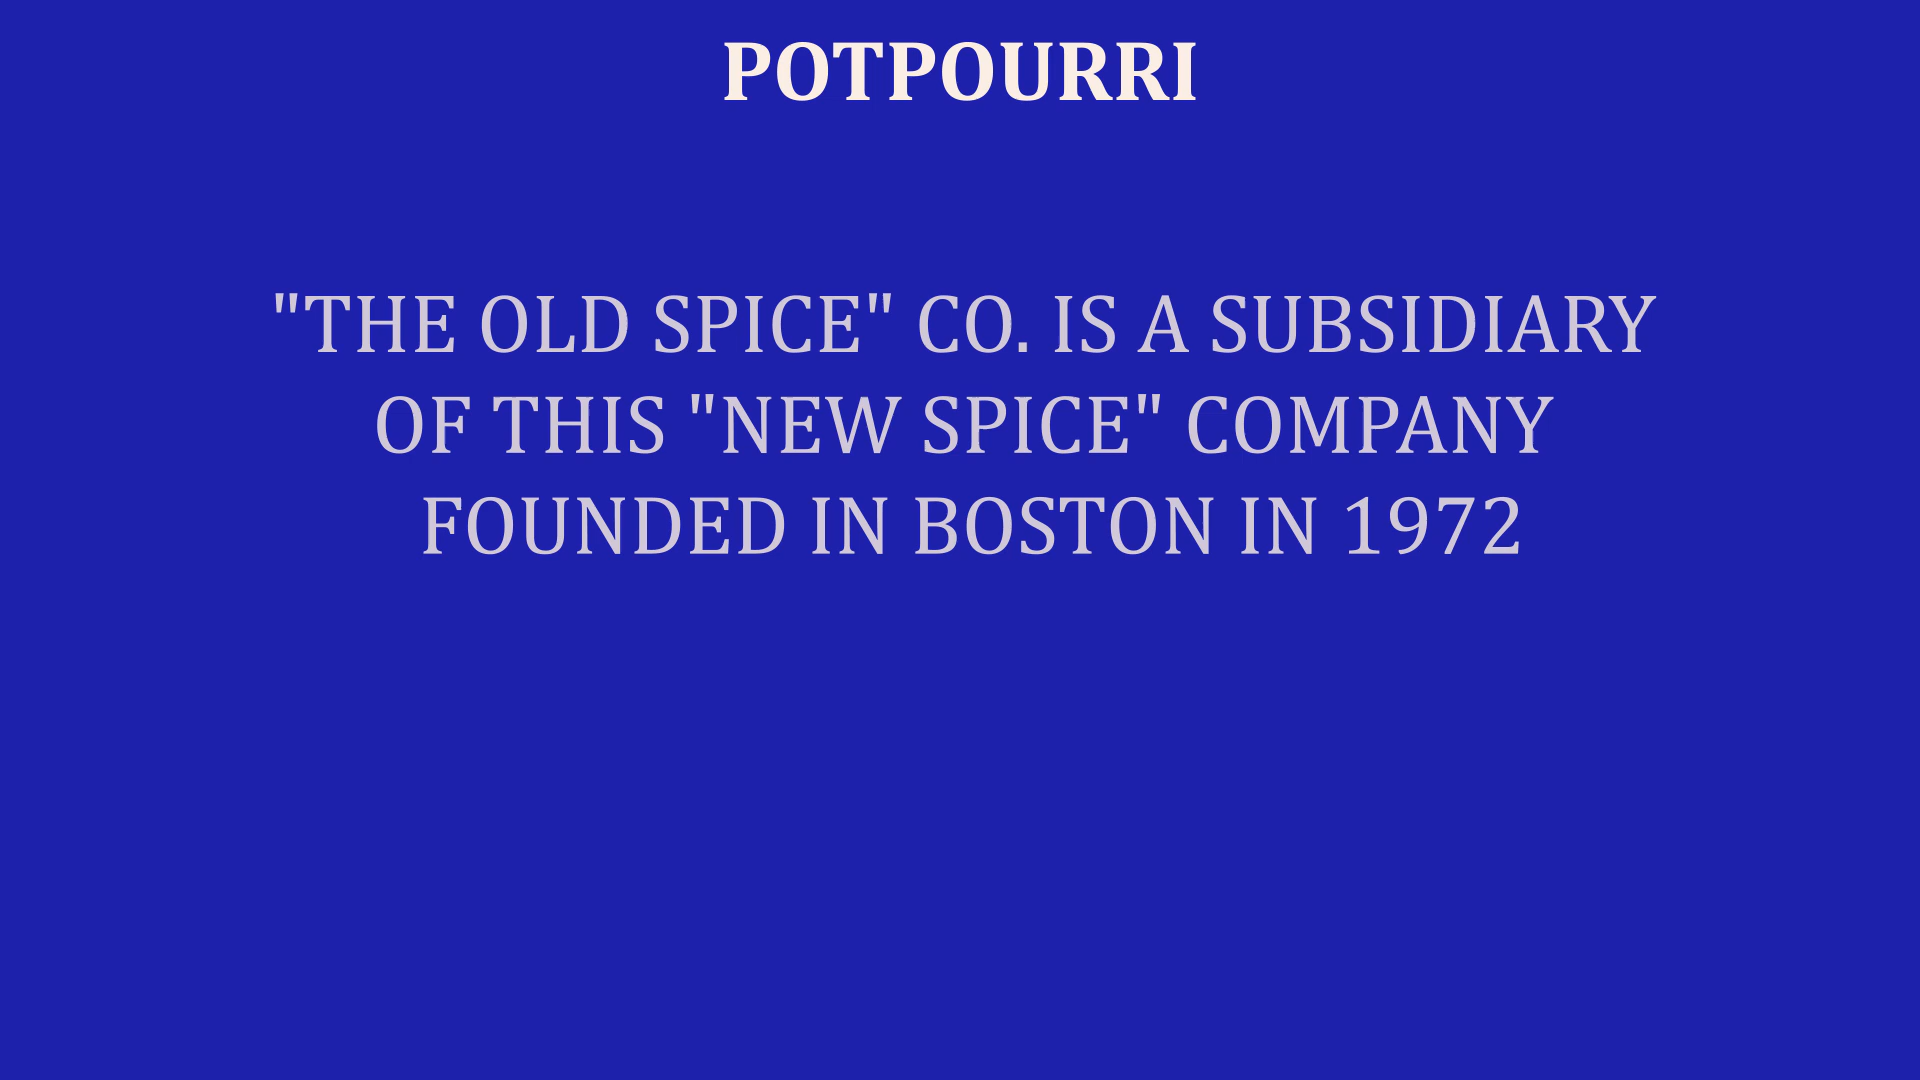 POTPOURRI
"THE OLD SPICE" CO. IS A SUBSIDIARY
OF THIS "NEW SPICE" COMPANY
FOUNDED IN BOSTON IN 1972